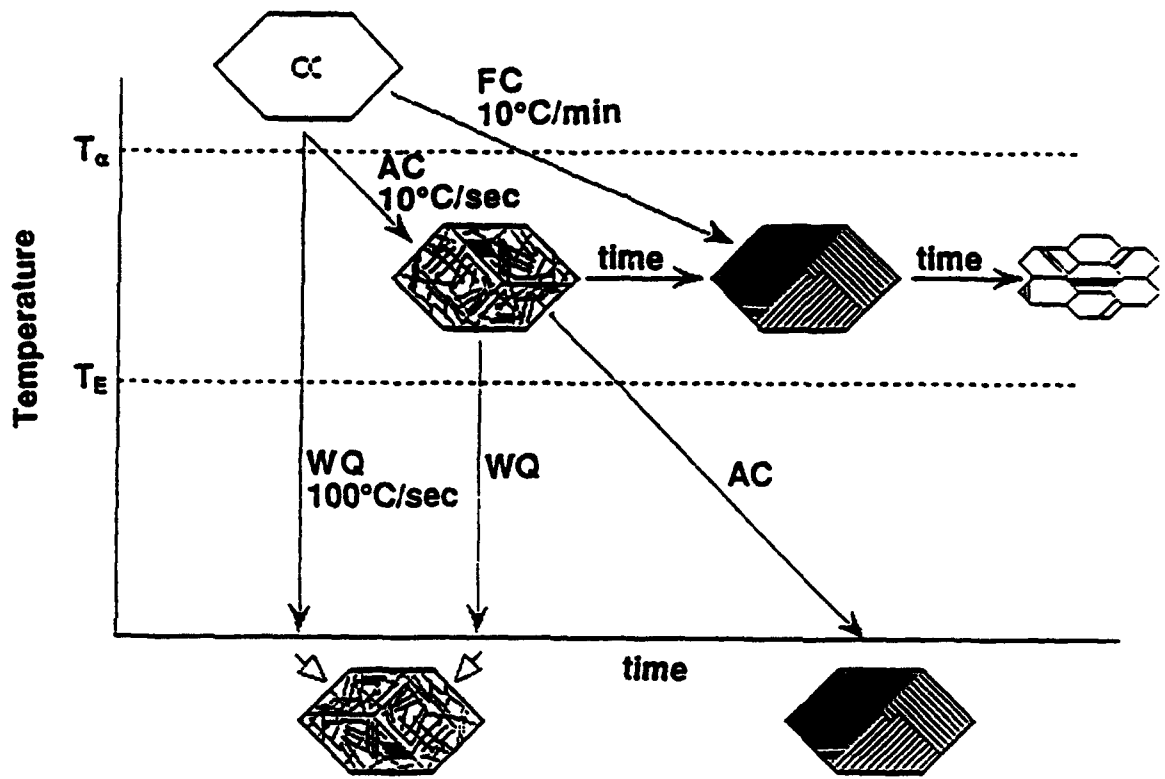 α
FC
10°C/min
Tα
AC
10°C/sec
time
time
Temperature
TE
WQ
100°C/sec
WQ
AC
time